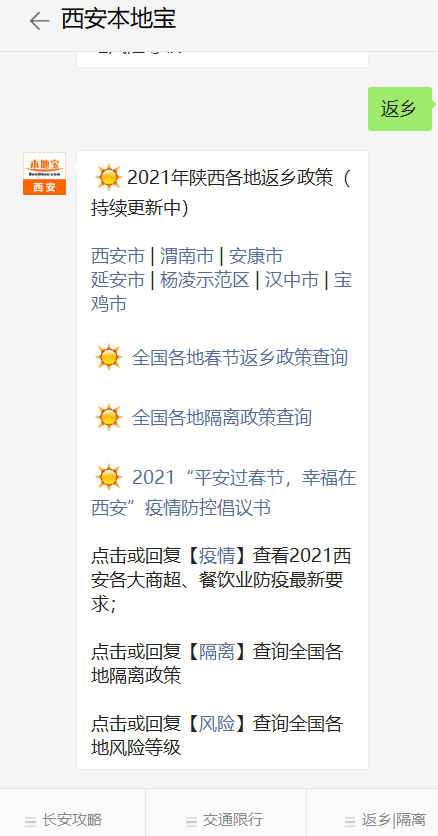 西安本地宝
返乡
本地宝
Bendibao.com
西安
2021年陕西各地返乡政策（
持续更新中）
西安市 | 渭南市 | 安康市
延安市 | 杨凌示范区 | 汉中市 | 宝
鸡市
全国各地春节返乡政策查询
全国各地隔离政策查询
2021“平安过春节，幸福在
西安”疫情防控倡议书
点击或回复【疫情】查看2021西
安各大商超、餐饮业防疫最新要
求；
点击或回复【隔离】查询全国各
地隔离政策
点击或回复【风险】查询全国各
地风险等级
长安攻略
交通限行
返乡|隔离